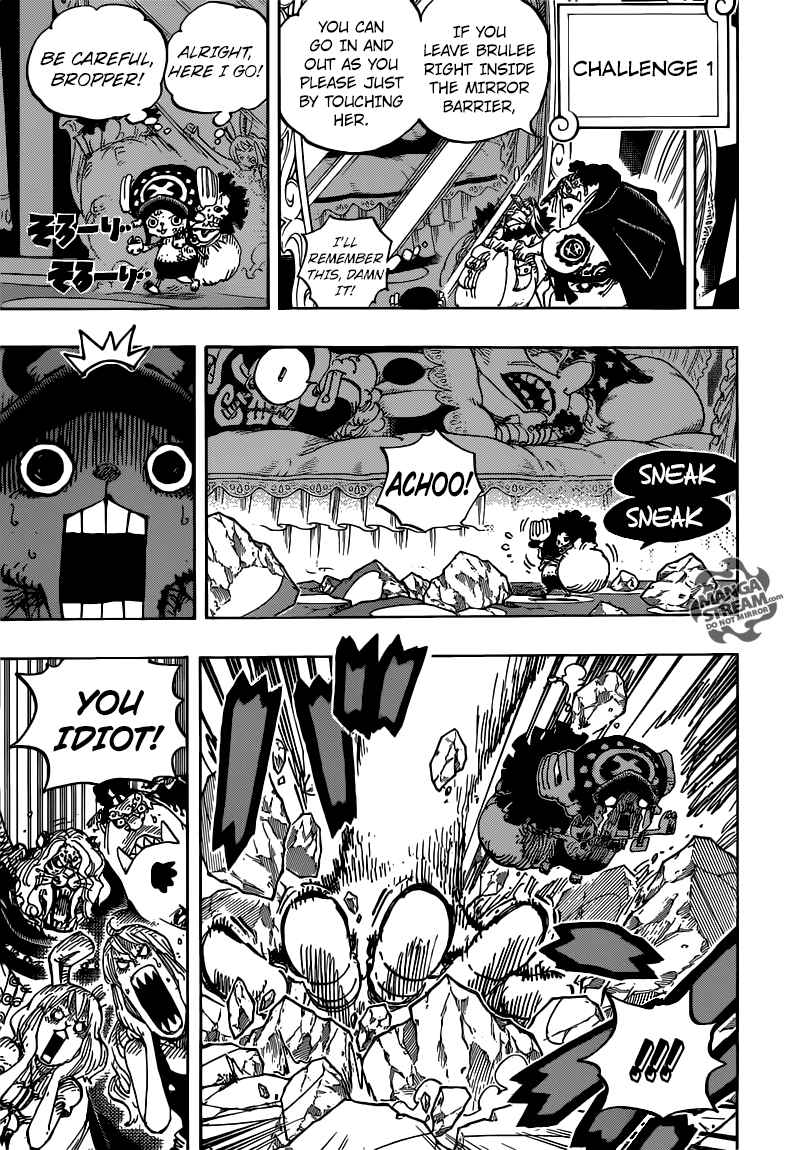 CHALLENGE 1
IF YOU
LEAVE BRULEE
RIGHT INSIDE
THE MIRROR
BARRIER,
YOU CAN
GO IN AND
OUT AS YOU
PLEASE JUST
BY TOUCHING
HER.
I'LL
REMEMBER
THIS, DAMN
IT!
ALRIGHT,
HERE I GO!
BE CAREFUL,
BROPPER!
そろーり…
そろーり…
SNEAK
SNEAK
!
ACHOO!
MANGA
STREAM.com
DO NOT MIRROR
!!!
YOU
IDIOT!